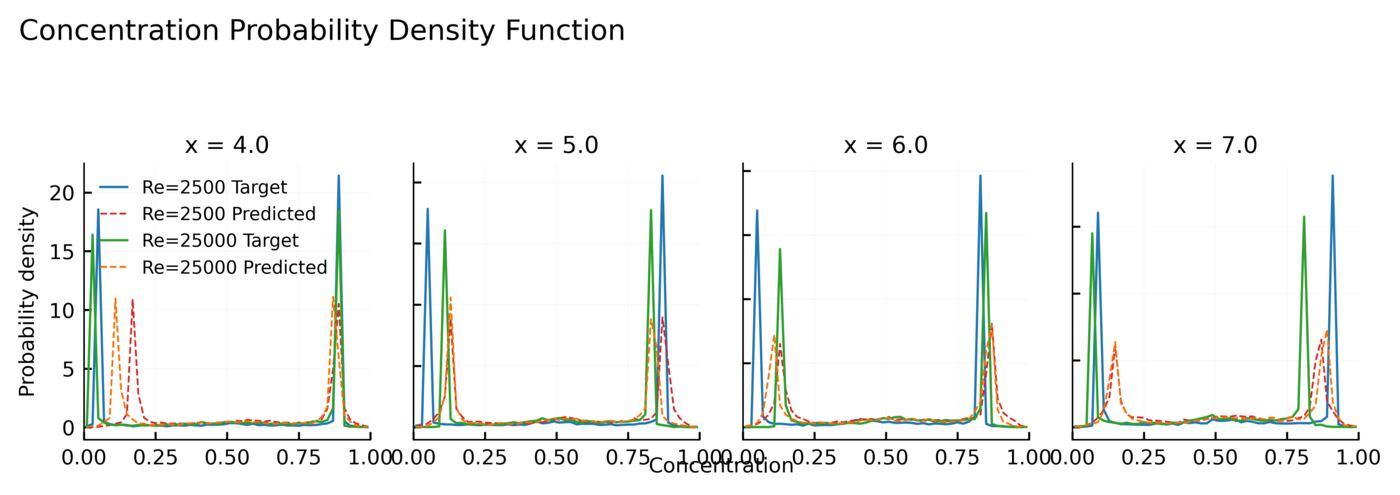 Concentration Probability Density Function
x = 4.0
x = 5.0
x = 6.0
x = 7.0
Probability density
20
15
10
5
0
Re=2500 Target
Re=2500 Predicted
Re=25000 Target
Re=25000 Predicted
0.00 0.25 0.50 0.75 1.00
0.00 0.25 0.50 0.75 1.00
0.00 0.25 0.50 0.75 1.00
0.00 0.25 0.50 0.75 1.00
Concentration